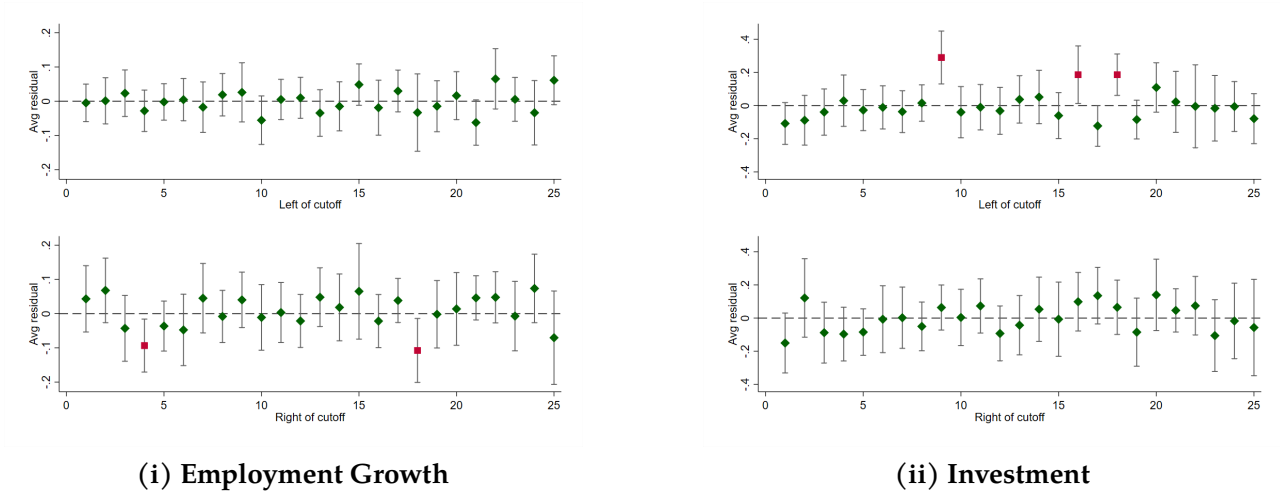 Avg residual
.2
.1
0
-.1
-.2
0 5 10 15 20 25
Left of cutoff
Avg residual
.2
.1
0
-.1
-.2
0 5 10 15 20 25
Right of cutoff
(i) Employment Growth
Avg residual
.4
.2
0
-.2
-.4
0 5 10 15 20 25
Left of cutoff
Avg residual
.4
.2
0
-.2
-.4
0 5 10 15 20 25
Right of cutoff
(ii) Investment